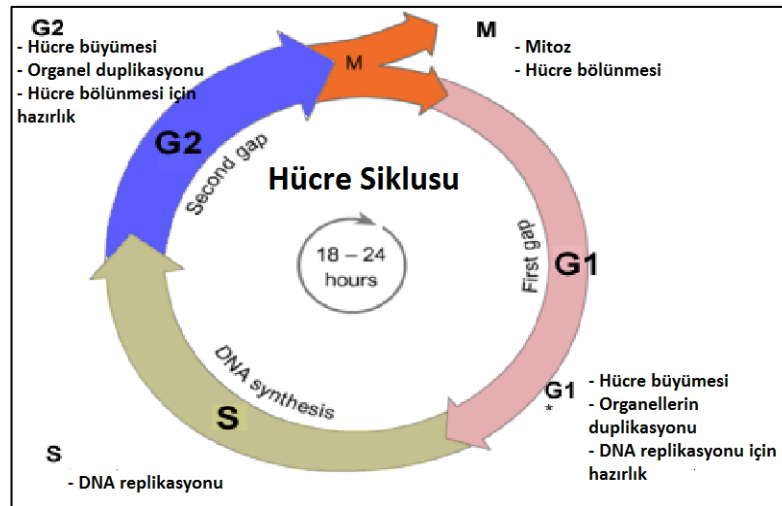 G2
- Hücre büyümesi
- Organel duplikasyonu
- Hücre bölünmesi için
hazırlık
M
- Mitoz
- Hücre bölünmesi
M
G2
Second gap
Hücre Siklusu
18 – 24
hours
First gap
G1
DNA synthesis
S
G1
*
- Hücre büyümesi
- Organellerin
duplikasyonu
- DNA replikasyonu için
hazırlık
S
- DNA replikasyonu